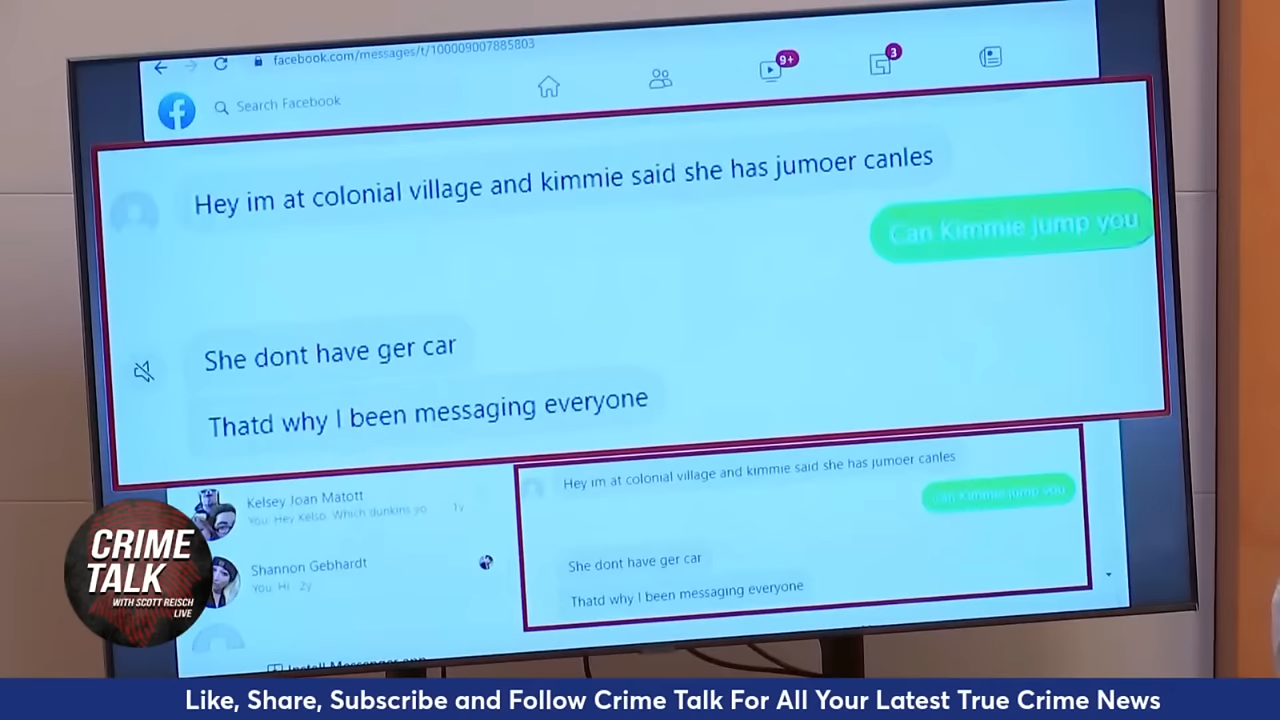 facebook.com/messages/t/100009007885803
Search Facebook
9+
3
Hey im at colonial village and kimmie said she has jumoer canles
Can Kimmie jump you
She dont have ger car
Thatd why I been messaging everyone
Kelsey Joan Matott
You: Hey Kelso. Which dunkins yo
1y
Shannon Gebhardt
You: Hi · 2y
Install Messenger app
Hey im at colonial village and kimmie said she has jumoer canles
Can Kimmie jump you
She dont have ger car
Thatd why I been messaging everyone
CRIME
TALK
WITH SCOTT REISCH
LIVE
Like, Share, Subscribe and Follow Crime Talk For All Your Latest True Crime News